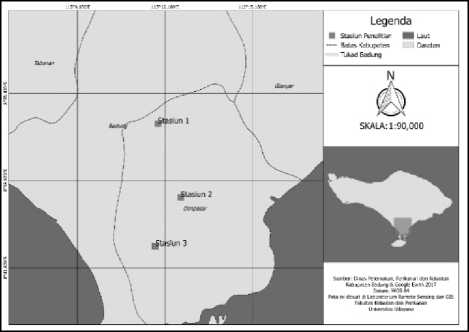 Legenda
Stasiun Penelitian
Laut
Batas Kabupaten
Daratan
Tukad Badung
N
SKALA:1:90,000
Tabanan
Gianyar
Badung
Stasiun 1
Stasiun 2
Denpasar
Stasiun 3
Sumber: Dinas Peternakan, Perikanan dan Kelautan
Kabupaten Badung & Google Earth 2017
Datum: WGS 84
Peta ini dibuat di Laboratorium Remote Sensing dan GIS
Fakultas Kelautan dan Perikanan
Universitas Udayana